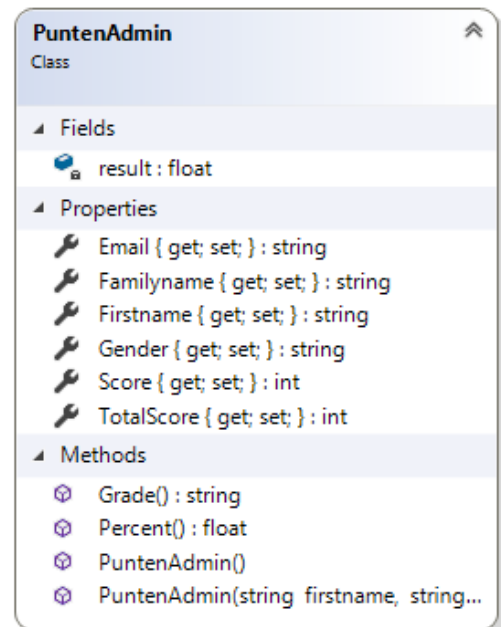 PuntenAdmin
Class
Fields
result : float
Properties
Email { get; set; } : string
Familyname { get; set; } : string
Firstname { get; set; } : string
Gender { get; set; } : string
Score { get; set; } : int
TotalScore { get; set; } : int
Methods
Grade() : string
Percent() : float
PuntenAdmin()
PuntenAdmin(string firstname, string...